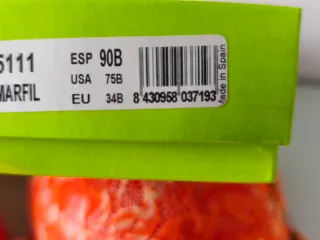 5111 ESP 90B
USA 75B
MARFIL EU 34B 8 430958 037193
Made in Spain